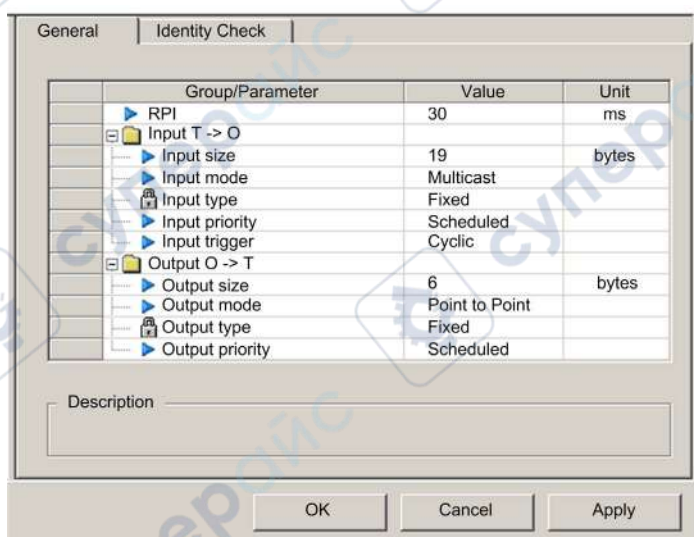 General Identity Check
Group/Parameter Value Unit
RPI 30 ms
Input T -> O
Input size 19 bytes
Input mode Multicast
Input type Fixed
Input priority Scheduled
Input trigger Cyclic
Output O -> T
Output size 6 bytes
Output mode Point to Point
Output type Fixed
Output priority Scheduled
Description
OK Cancel Apply
суперайс